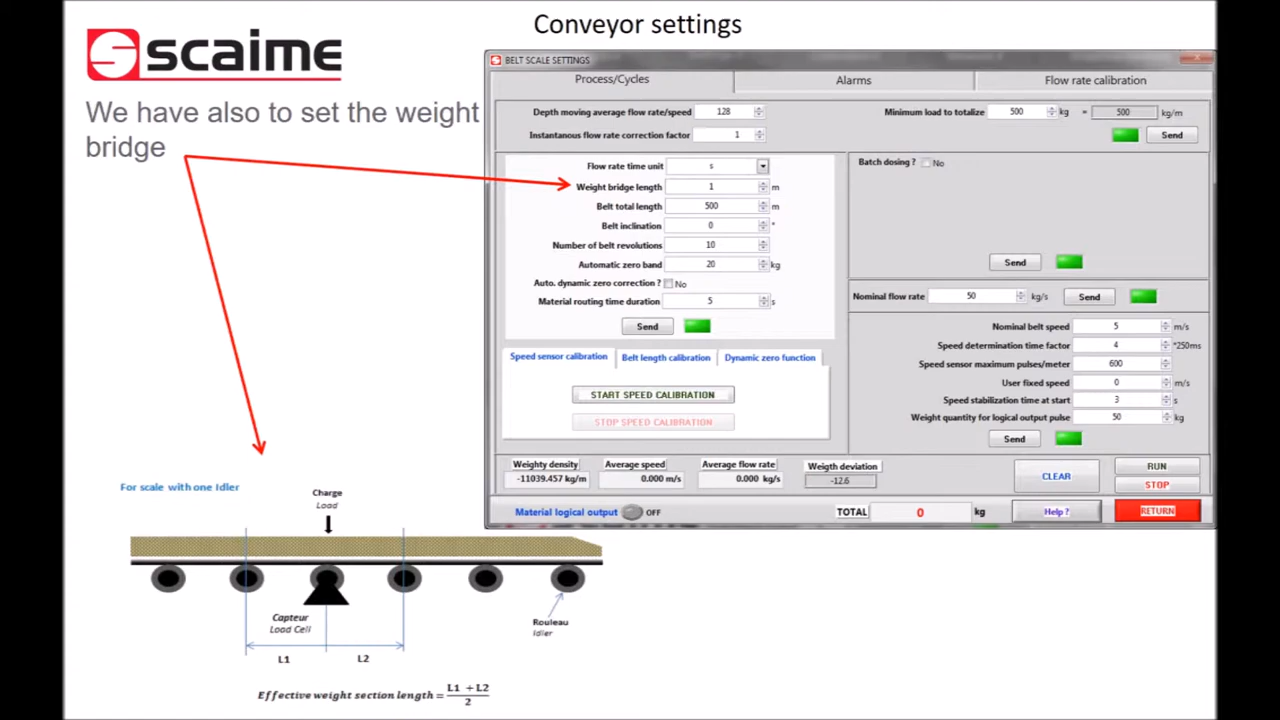 Conveyor settings
scaime
We have also to set the weight
bridge
BELT SCALE SETTINGS
Process/Cycles
Alarms
Flow rate calibration
Depth moving average flow rate/speed 128
Instantanous flow rate correction factor 1
Minimum load to totalize 500 kg = 500 kg/m
Send
Flow rate time unit s
Weight bridge length 1 m
Belt total length 500 m
Belt inclination 0 °
Number of belt revolutions 10
Automatic zero band 20 kg
Auto. dynamic zero correction ? No
Material routing time duration 5 s
Send
Batch dosing ? No
Send
Nominal flow rate 50 kg/s Send
Nominal belt speed 5 m/s
Speed determination time factor 4 *250ms
Speed sensor maximum pulses/meter 600
User fixed speed 0 m/s
Speed stabilization time at start 3 s
Weight quantity for logical output pulse 50 kg
Send
Speed sensor calibration
Belt length calibration
Dynamic zero function
START SPEED CALIBRATION
STOP SPEED CALIBRATION
Weighty density
-11039.457 kg/m
Average speed
0.000 m/s
Average flow rate
0.000 kg/s
Weigth deviation
-12.6
CLEAR
RUN
STOP
Material logical output OFF
TOTAL 0 kg
Help ?
RETURN
For scale with one Idler
Charge
Load
Capteur
Load Cell
Rouleau
Idler
L1
L2
Effective weight section length = L1 + L2
2